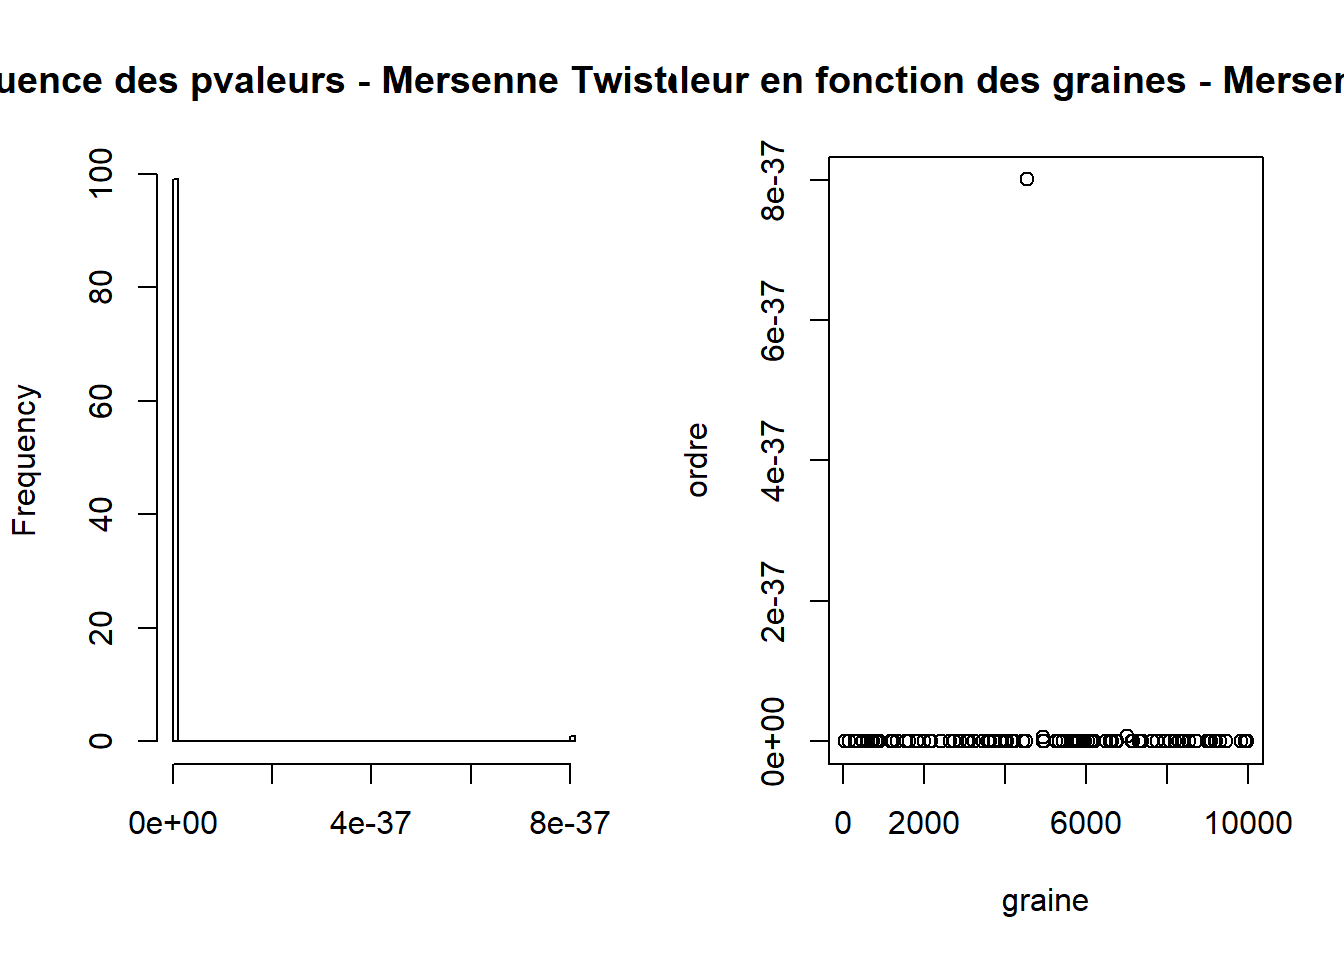 uence des pvaleurs - Mersenne Twist
leur en fonction des graines - Mersen
Frequency
100
80
60
40
20
0
0e+00 4e-37 8e-37
ordre
8e-37
6e-37
4e-37
2e-37
0e+00
0 2000 6000 10000
graine